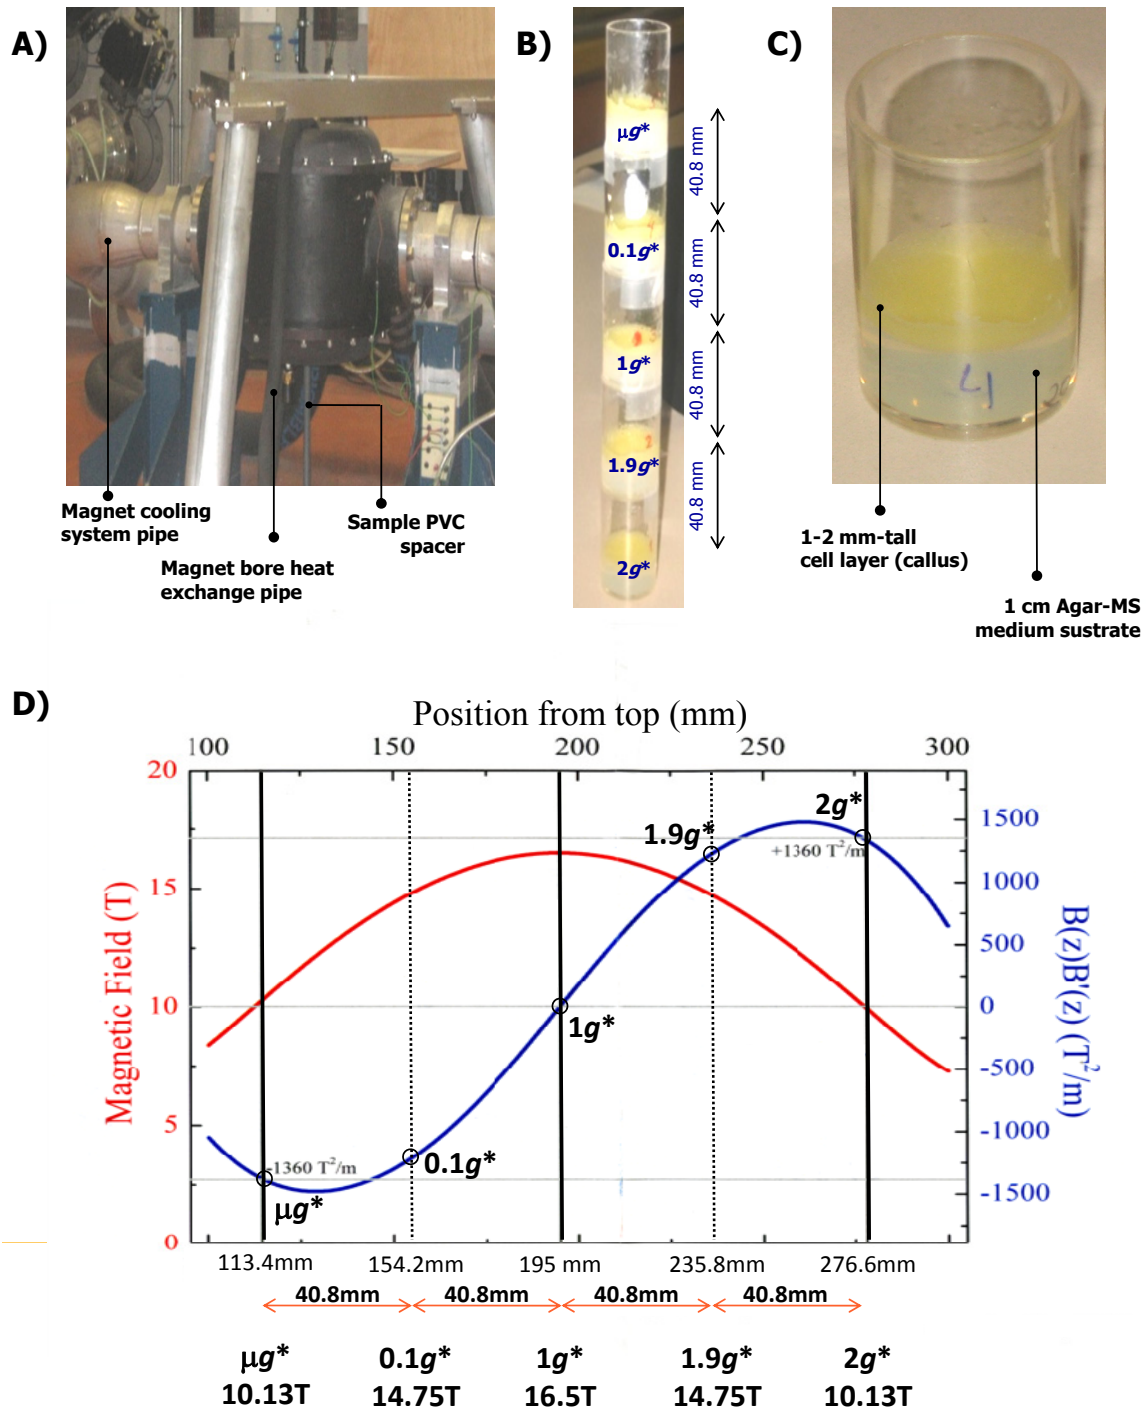 A)
B)
C)
Magnet cooling
system pipe
Sample PVC
spacer
Magnet bore heat
exchange pipe
μg*
0.1g*
1g*
1.9g*
2g*
40.8 mm
40.8 mm
40.8 mm
40.8 mm
L1
1-2 mm-tall
cell layer (callus)
1 cm Agar-MS
medium sustrate
D)
Position from top (mm)
100 150 200 250 300
20
15
10
5
0
Magnetic Field (T)
1500
1000
500
0
-500
-1000
-1500
B(z)B'(z) (T²/m)
2g*
1.9g*
+1360 T²/m
1g*
-1360 T²/m
0.1g*
μg*
113.4mm 154.2mm 195 mm 235.8mm 276.6mm
40.8mm 40.8mm 40.8mm 40.8mm
μg* 0.1g* 1g* 1.9g* 2g*
10.13T 14.75T 16.5T 14.75T 10.13T